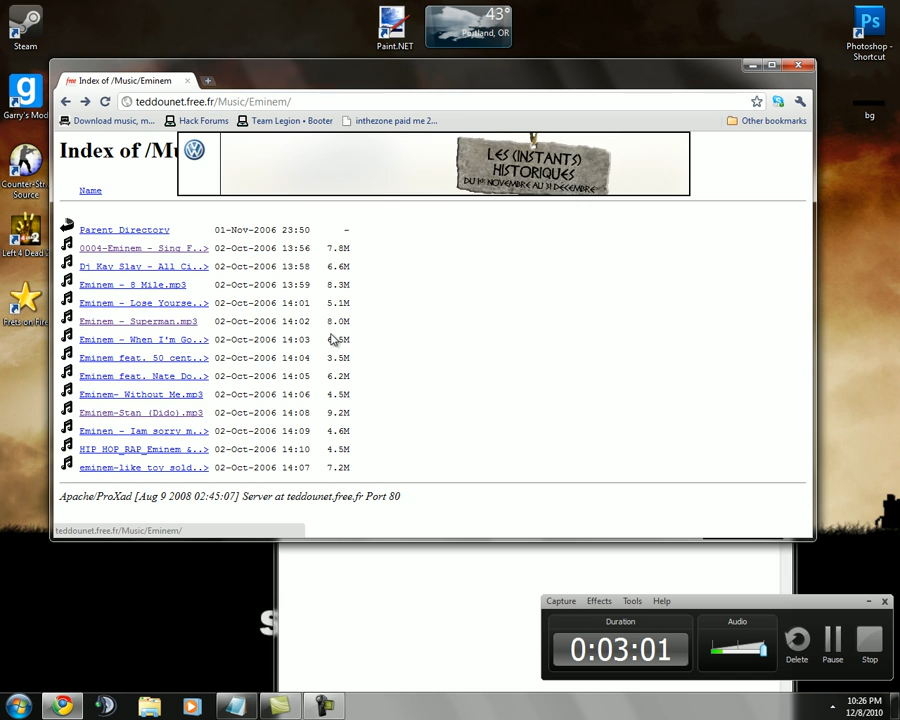 Steam
Paint.NET
43°
Portland, OR
Ps
Photoshop - Shortcut
Garry's Mod
bg
Counter-Stri Source
Left 4 Dead
Frets on Fire
free Index of /Music/Eminem
teddounet.free.fr/Music/Eminem/
Download music, m... Hack Forums Team Legion • Booter inthezone paid me 2... Other bookmarks
Index of /Mu
LES (INSTANTS)
HISTORIQUES
DU 1ER NOVEMBRE AU 31 DÉCEMBRE
Name
Parent Directory 01-Nov-2006 23:50 -
0004-Eminem - Sing F..> 02-Oct-2006 13:56 7.8M
Dj Kay Slay - All Ci..> 02-Oct-2006 13:58 6.6M
Eminem - 8 Mile.mp3 02-Oct-2006 13:59 8.3M
Eminem - Lose Yourse..> 02-Oct-2006 14:01 5.1M
Eminem - Superman.mp3 02-Oct-2006 14:02 8.0M
Eminem - When I'm Go..> 02-Oct-2006 14:03
Eminem feat. 50 cent..> 02-Oct-2006 14:04 3.5M
Eminem feat. Nate Do..> 02-Oct-2006 14:05 6.2M
Eminem- Without Me.mp3 02-Oct-2006 14:06 4.5M
Eminem-Stan (Dido).mp3 02-Oct-2006 14:08 9.2M
Eminen - Iam sorry m..> 02-Oct-2006 14:09 4.6M
HIP HOP_RAP_Eminem &..> 02-Oct-2006 14:10 4.5M
eminem-like toy sold..> 02-Oct-2006 14:07 7.2M
Apache/ProXad [Aug 9 2008 02:45:07] Server at teddounet.free.fr Port 80
teddounet.free.fr/Music/Eminem/
Capture Effects Tools Help
Duration
0:03:01
Audio
Delete
Pause
Stop
10:26 PM
12/8/2010